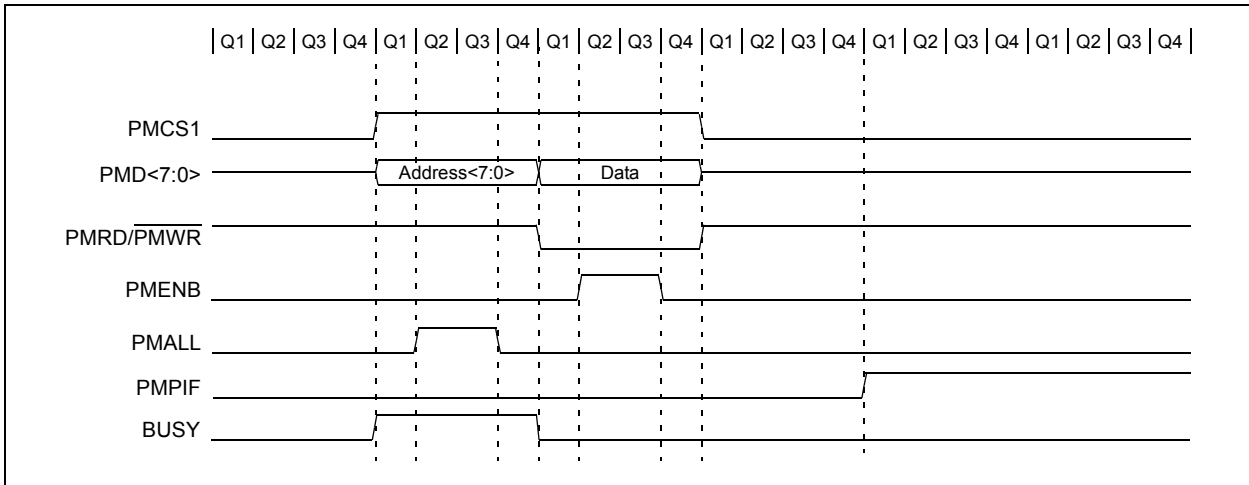 Q1 Q2 Q3 Q4 Q1 Q2 Q3 Q4 Q1 Q2 Q3 Q4 Q1 Q2 Q3 Q4 Q1 Q2 Q3 Q4 Q1 Q2 Q3 Q4
PMCS1
PMD<7:0> Address<7:0> Data
PMRD/PMWR
PMENB
PMALL
PMPIF
BUSY